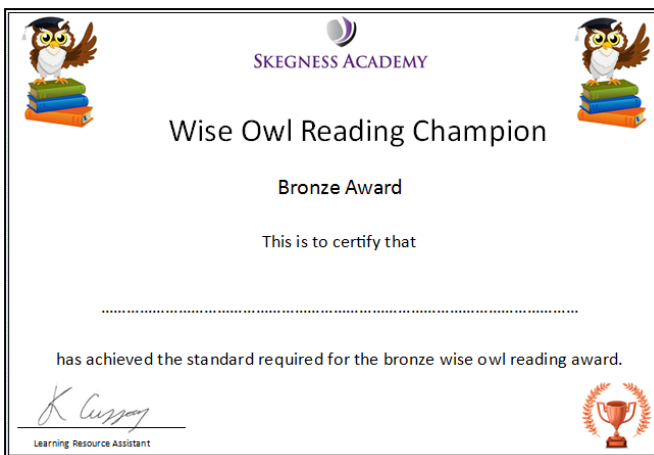 SKEGNESS ACADEMY
Wise Owl Reading Champion
Bronze Award
This is to certify that
................................................................................................
has achieved the standard required for the bronze wise owl reading award.
Learning Resource Assistant